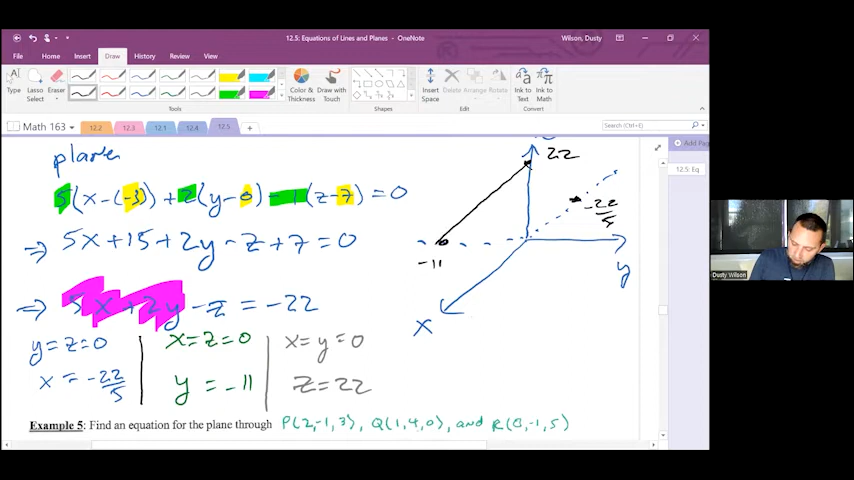 12.5: Equations of Lines and Planes - OneNote
Wilson, Dusty
File Home Insert Draw History Review View
Type
Lasso Select
Eraser
Color & Thickness
Draw with Touch
Insert Space
Delete
Arrange
Rotate
Ink to Text
Ink to Math
Tools
Shapes
Edit
Convert
Math 163
12.2 12.3 12.1 12.4 12.5
Search (Ctrl+E)
Add Pag
12.5: Eq
plane
5(x-(-3))+2(y-0)-1(z-7)=0
⇒ 5x+15+2y-z+7=0
⇒ 5x+2y-z=-22
y=z=0
x=-22/5
x=z=0
y=-11
x=y=0
z=22
22
-22/5
-11
y
x
Example 5: Find an equation for the plane through P(2,-1,3), Q(1,4,0), and R(0,-1,5)
Dusty Wilson